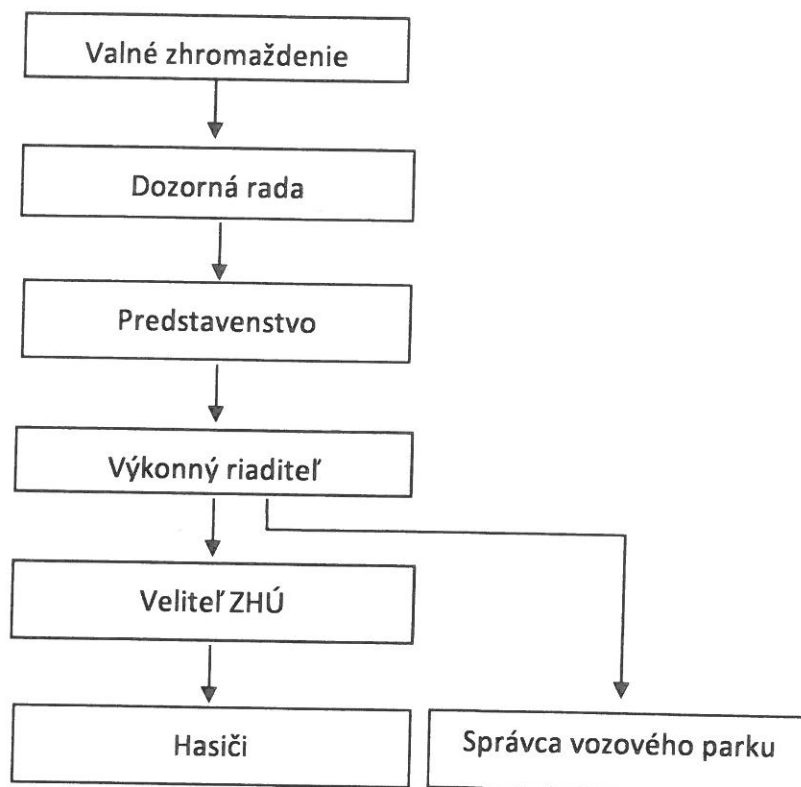 Valné zhromaždenie
Dozorná rada
Predstavenstvo
Výkonný riaditeľ
Veliteľ ZHÚ
Hasiči
Správca vozového parku